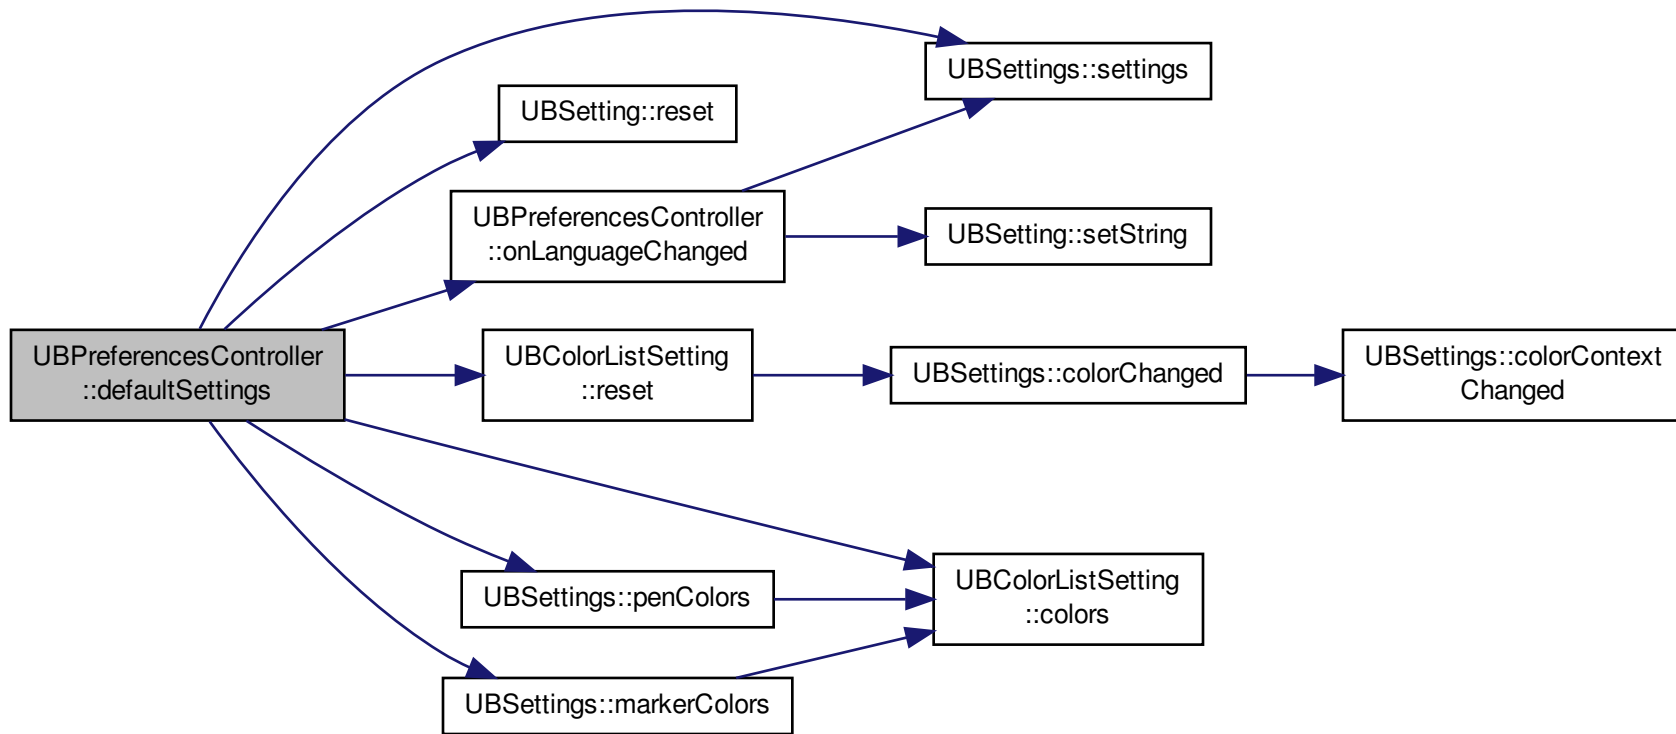 UBSettings::settings
UBSetting::reset
UBPreferencesController
::onLanguageChanged
UBSetting::setString
UBPreferencesController
::defaultSettings
UBColorListSetting
::reset
UBSettings::colorChanged
UBSettings::colorContext
Changed
UBSettings::penColors
UBColorListSetting
::colors
UBSettings::markerColors